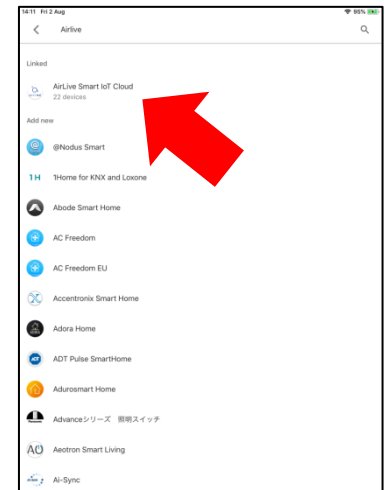 14:11 Fri 2 Aug
95%
Airlive
Linked
AirLive Smart IoT Cloud
22 devices
Add new
@Nodus Smart
1H
1Home for KNX and Loxone
Abode Smart Home
AC Freedom
AC Freedom EU
Accentronix Smart Home
Adora Home
ADT Pulse SmartHome
Adurosmart Home
Advanceシリーズ 照明スイッチ
Aeotron Smart Living
Ai-Sync